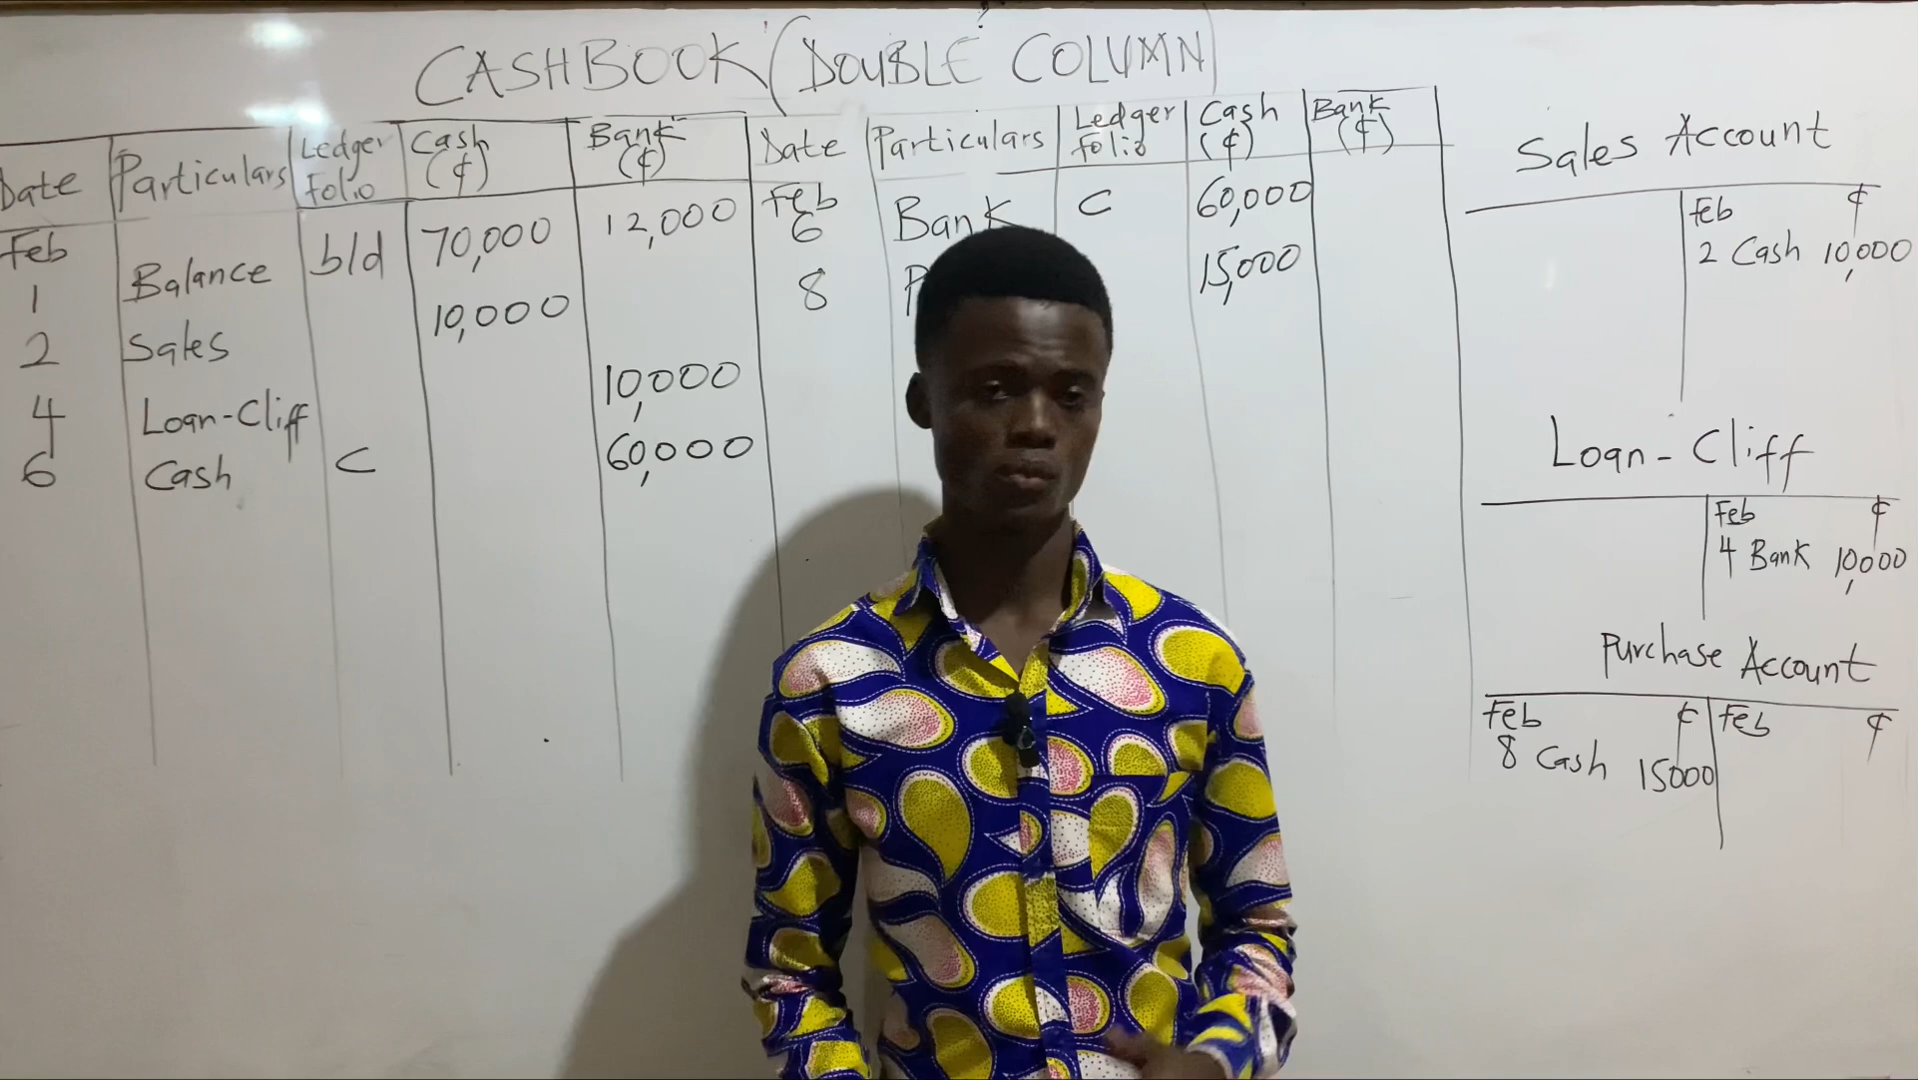 CASHBOOK (DOUBLE COLUMN)
Date Particulars Ledger folio Cash (₵) Bank (₵) Date Particulars Ledger folio Cash (₵) Bank (₵)
Feb
1 Balance b/d 70,000 12,000
2 Sales 10,000
4 Loan-Cliff 10,000
6 Cash C 60,000
Feb
6 Bank C 60,000
8 15,000
Sales Account
Feb ₵
2 Cash 10,000
Loan-Cliff
Feb ₵
4 Bank 10,000
Purchase Account
Feb ₵ Feb ₵
8 Cash 15000